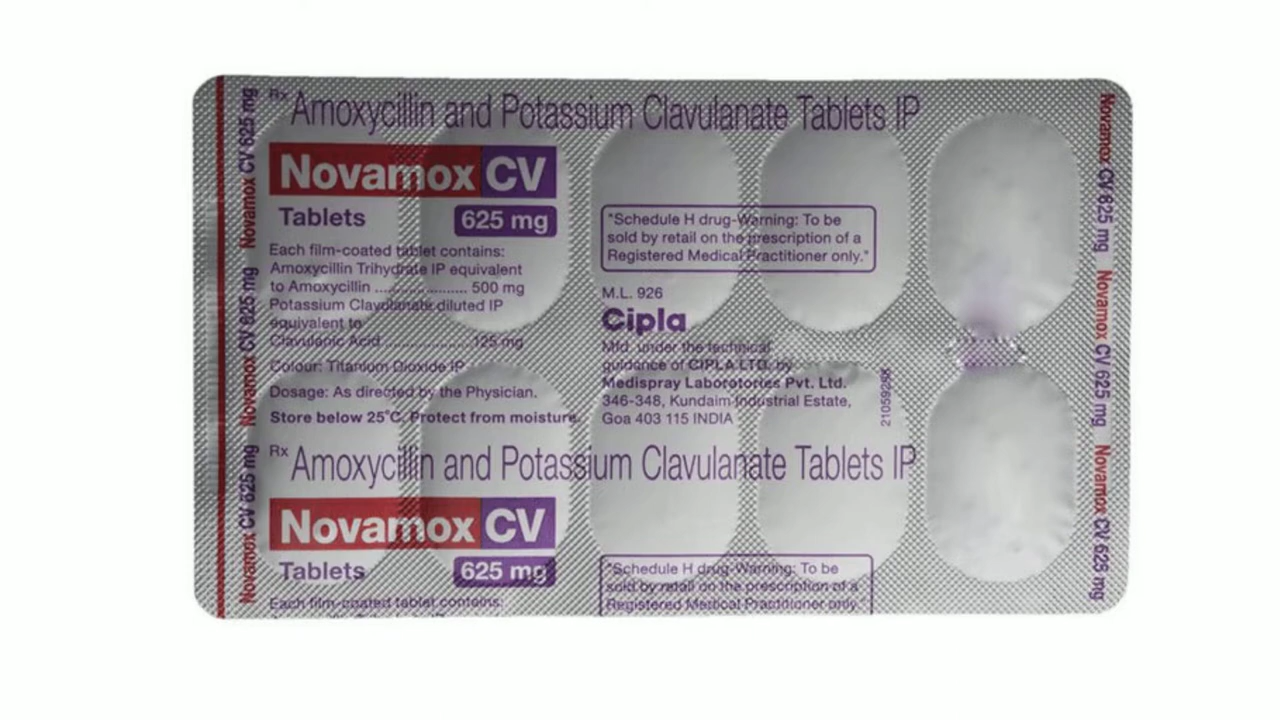 Novamox CV 625 mg Novamox CV 625 mg Novamox CV 625 mg
Rx Amoxycillin and Potassium Clavulanate Tablets IP
Novamox CV
Tablets 625 mg
Each film-coated tablet contains:
Amoxycillin Trihydrate IP equivalent
to Amoxycillin ..................... 500 mg
Potassium Clavulanate diluted IP
equivalent to
Clavulanic Acid .................... 125 mg
Colour: Titanium Dioxide IP
Dosage: As directed by the Physician.
Store below 25°C. Protect from moisture.
"Schedule H drug-Warning: To be
sold by retail on the prescription of a
Registered Medical Practitioner only."
M.L. 926
Cipla
Mfd. under the technical
guidance of CIPLA LTD. by
Medispray Laboratories Pvt. Ltd.
346-348, Kundaim Industrial Estate,
Goa 403 115 INDIA
Rx Amoxycillin and Potassium Clavulanate Tablets IP
Novamox CV
Tablets 625 mg
Each film-coated tablet contains:
"Schedule H drug-Warning: To be
sold by retail on the prescription of a
Registered Medical Practitioner only."
Novamox CV 625 mg Novamox CV 625 mg Novamox CV 625 mg